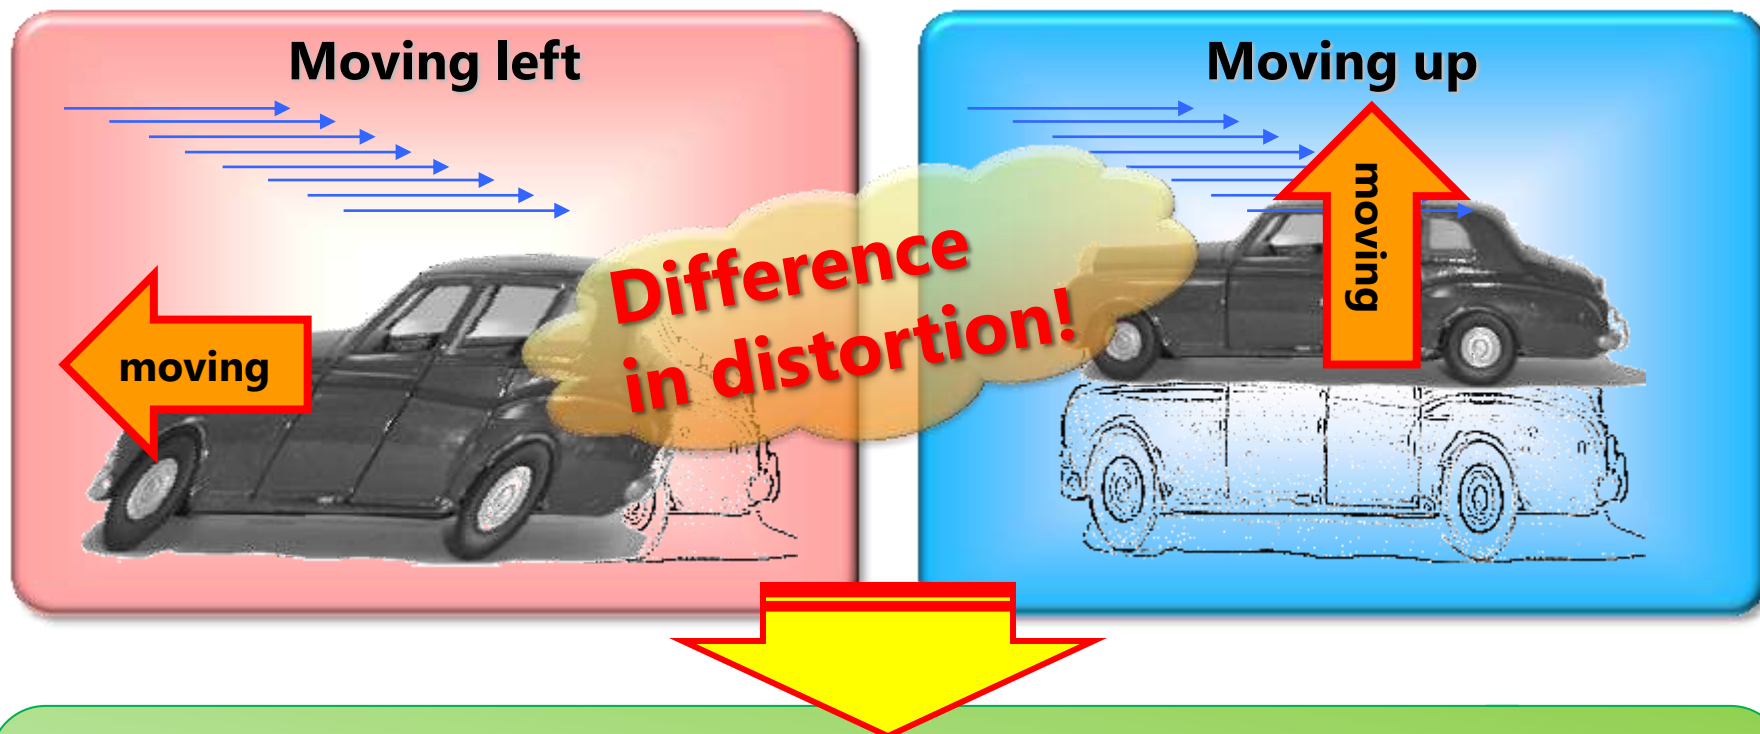 Moving left
moving
Difference
in distortion!
Moving up
moving